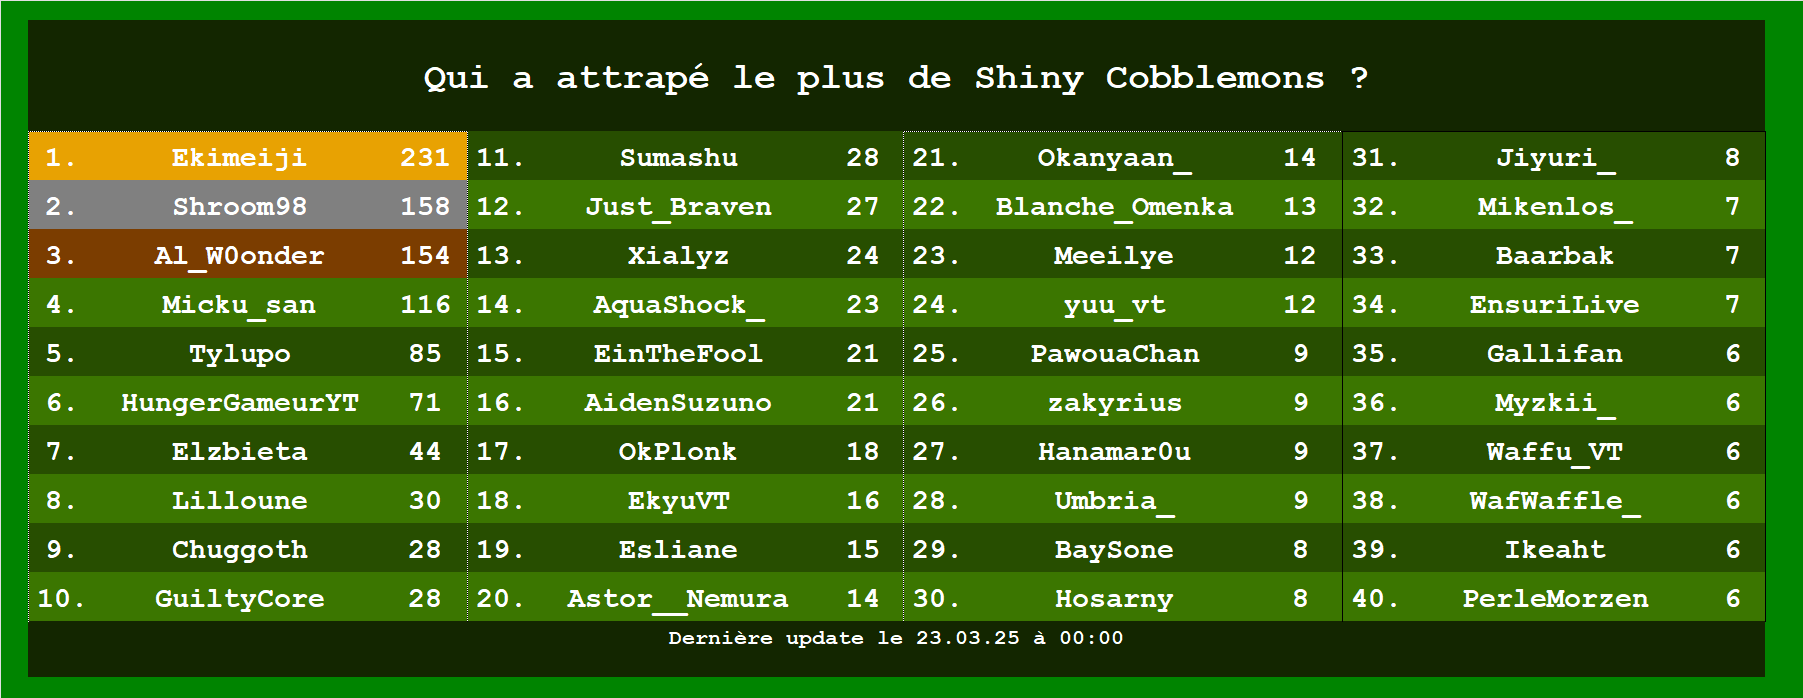 Qui a attrapé le plus de Shiny Cobblemons ?
1. Ekimeiji 231
2. Shroom98 158
3. Al_W0onder 154
4. Micku_san 116
5. Tylupo 85
6. HungerGameurYT 71
7. Elzbieta 44
8. Lilloune 30
9. Chuggoth 28
10. GuiltyCore 28
11. Sumashu 28
12. Just_Braven 27
13. Xialyz 24
14. AquaShock_ 23
15. EinTheFool 21
16. AidenSuzuno 21
17. OkPlonk 18
18. EkyuVT 16
19. Esliane 15
20. Astor__Nemura 14
21. Okanyaan_ 14
22. Blanche_Omenka 13
23. Meeilye 12
24. yuu_vt 12
25. PawouaChan 9
26. zakyrius 9
27. Hanamar0u 9
28. Umbria_ 9
29. BaySone 8
30. Hosarny 8
31. Jiyuri_ 8
32. Mikenlos_ 7
33. Baarbak 7
34. EnsuriLive 7
35. Gallifan 6
36. Myzkii_ 6
37. Waffu_VT 6
38. WafWaffle_ 6
39. Ikeaht 6
40. PerleMorzen 6
Dernière update le 23.03.25 à 00:00